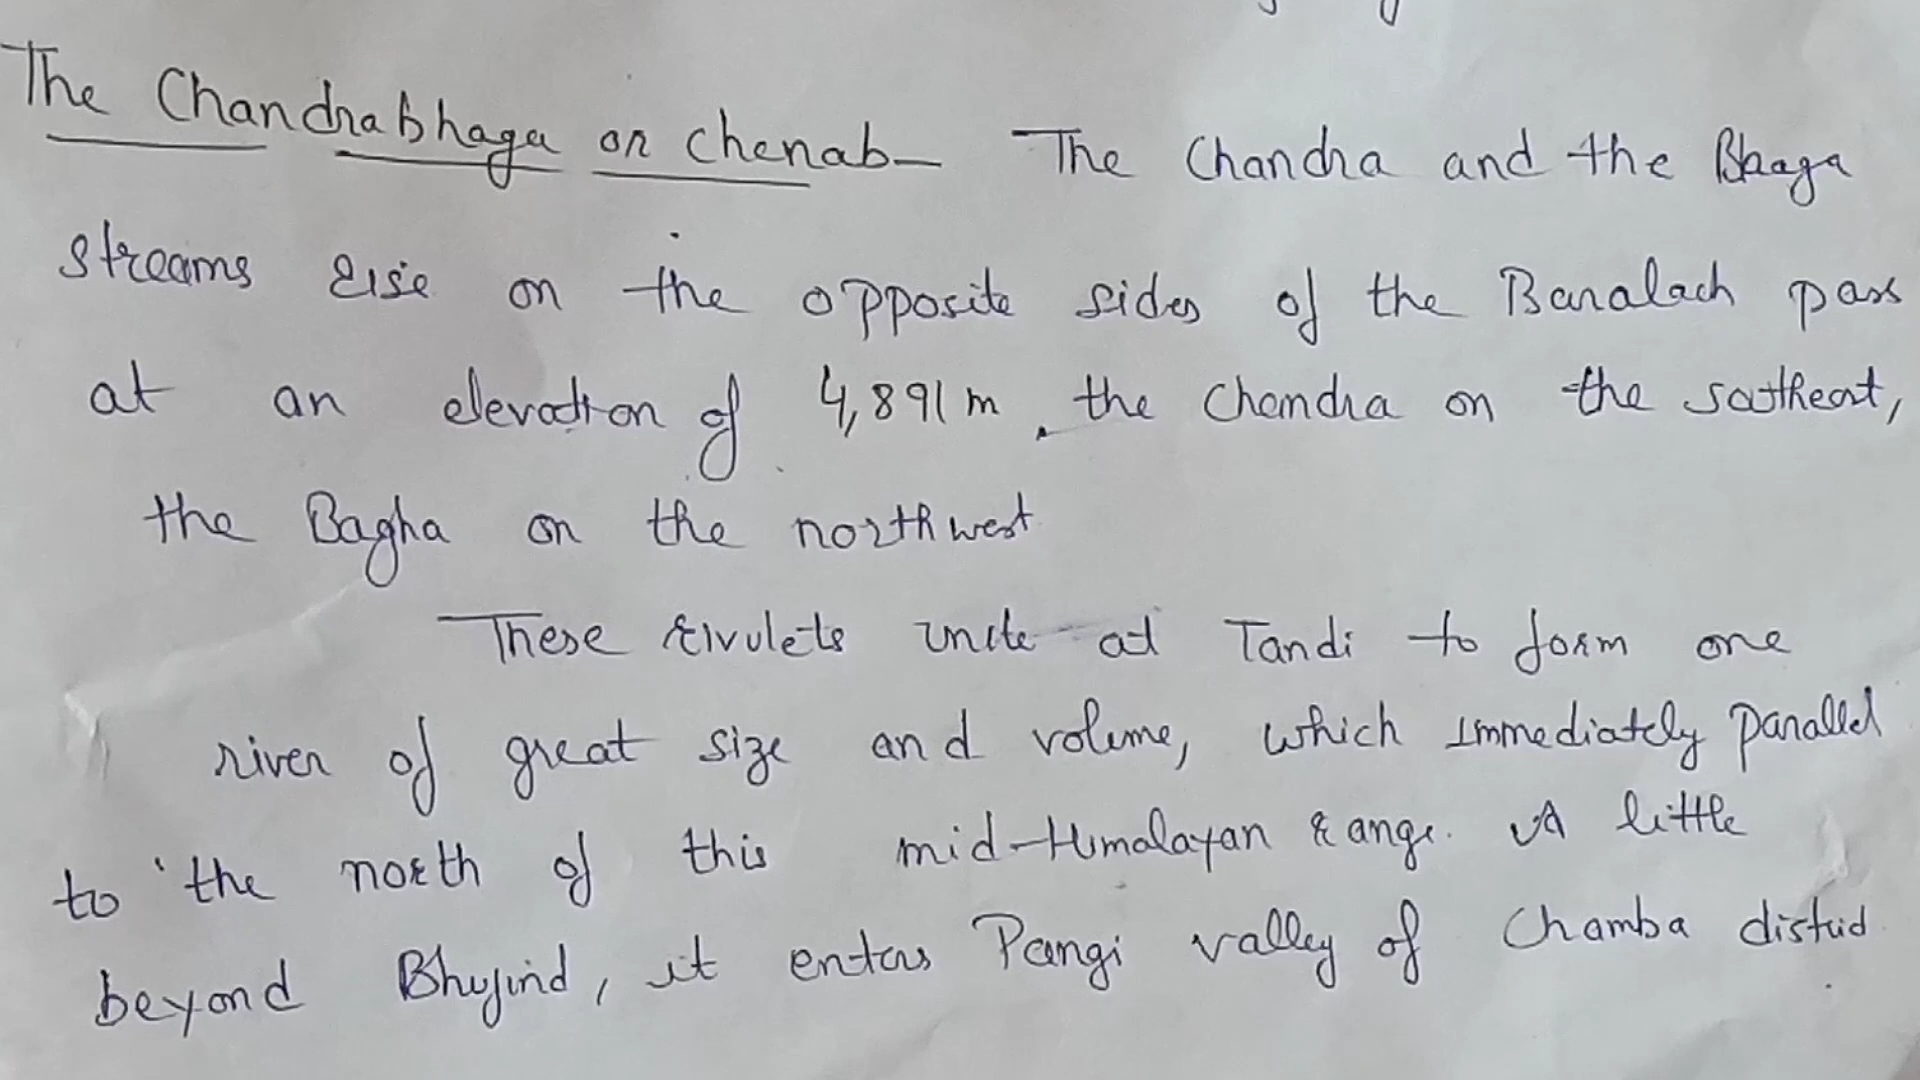 The Chandrabhaga or Chenab- The Chandra and the Bhaga
streams rise on the opposite sides of the Baralach pass
at an elevation of 4,891 m, the Chandra on the southeast,
the Bagha on the northwest
These rivulets unite at Tandi to form one
river of great size and volume, which immediately parallel
to the north of this mid-Himalayan range. A little
beyond Bhujind, it enters Pangi valley of Chamba district.